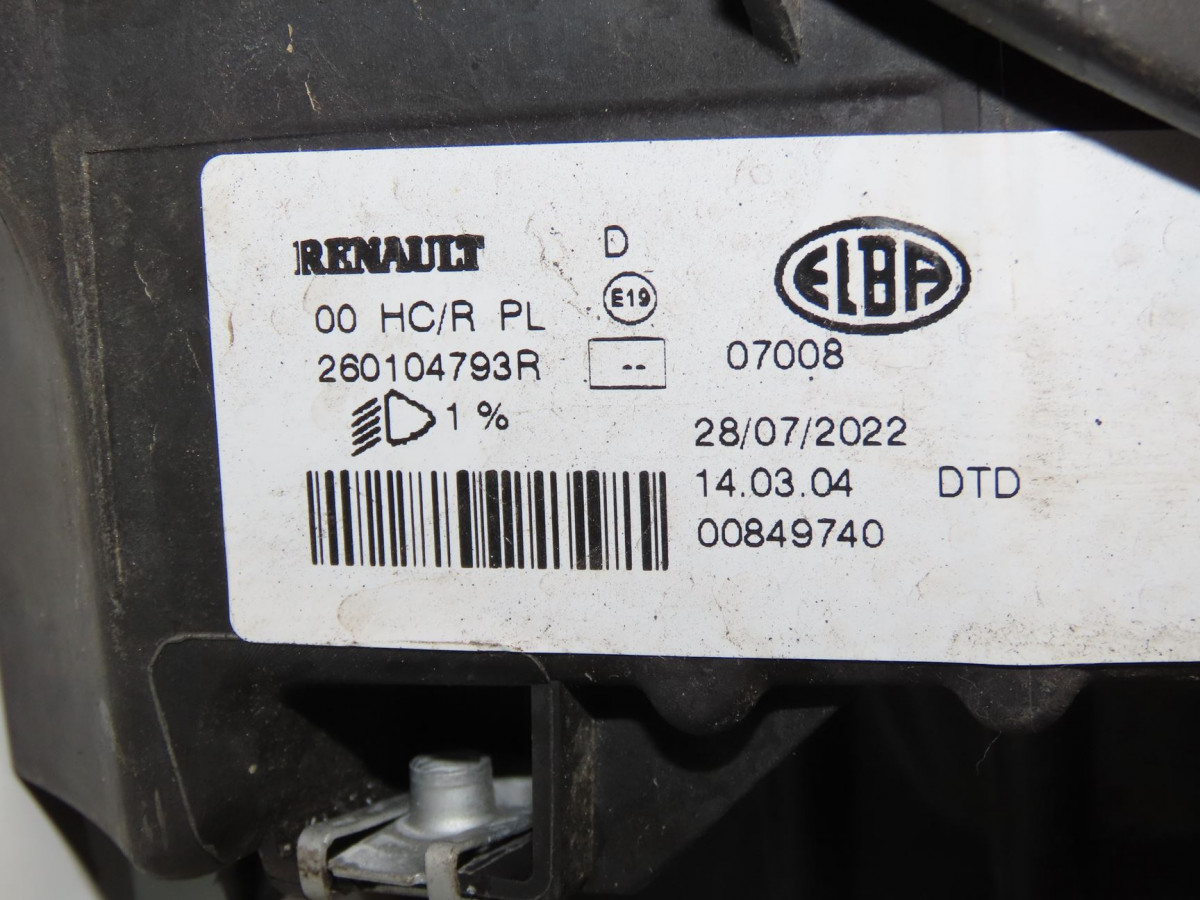 RENAULT
D
ELBA
E19
00 HC/R PL
260104793R
--
07008
1 %
28/07/2022
14.03.04 DTD
00849740